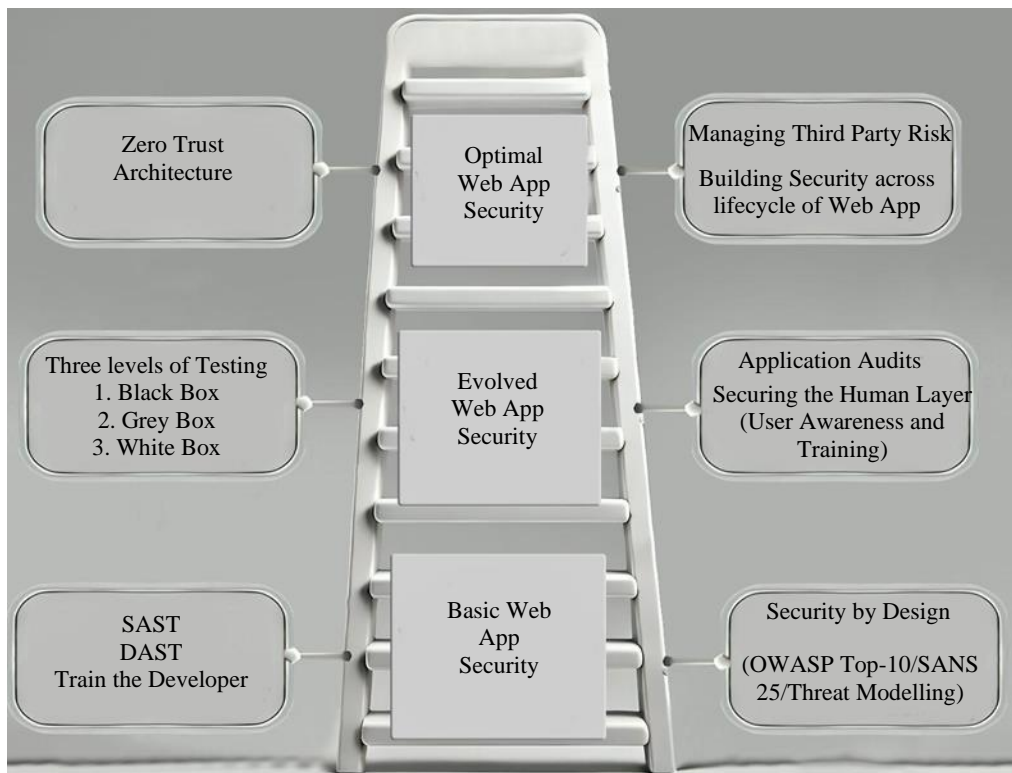 Zero Trust
Architecture
Optimal
Web App
Security
Managing Third Party Risk
Building Security across
lifecycle of Web App
Three levels of Testing
1. Black Box
2. Grey Box
3. White Box
Evolved
Web App
Security
Application Audits
Securing the Human Layer
(User Awareness and
Training)
SAST
DAST
Train the Developer
Basic Web
App
Security
Security by Design
(OWASP Top-10/SANS
25/Threat Modelling)